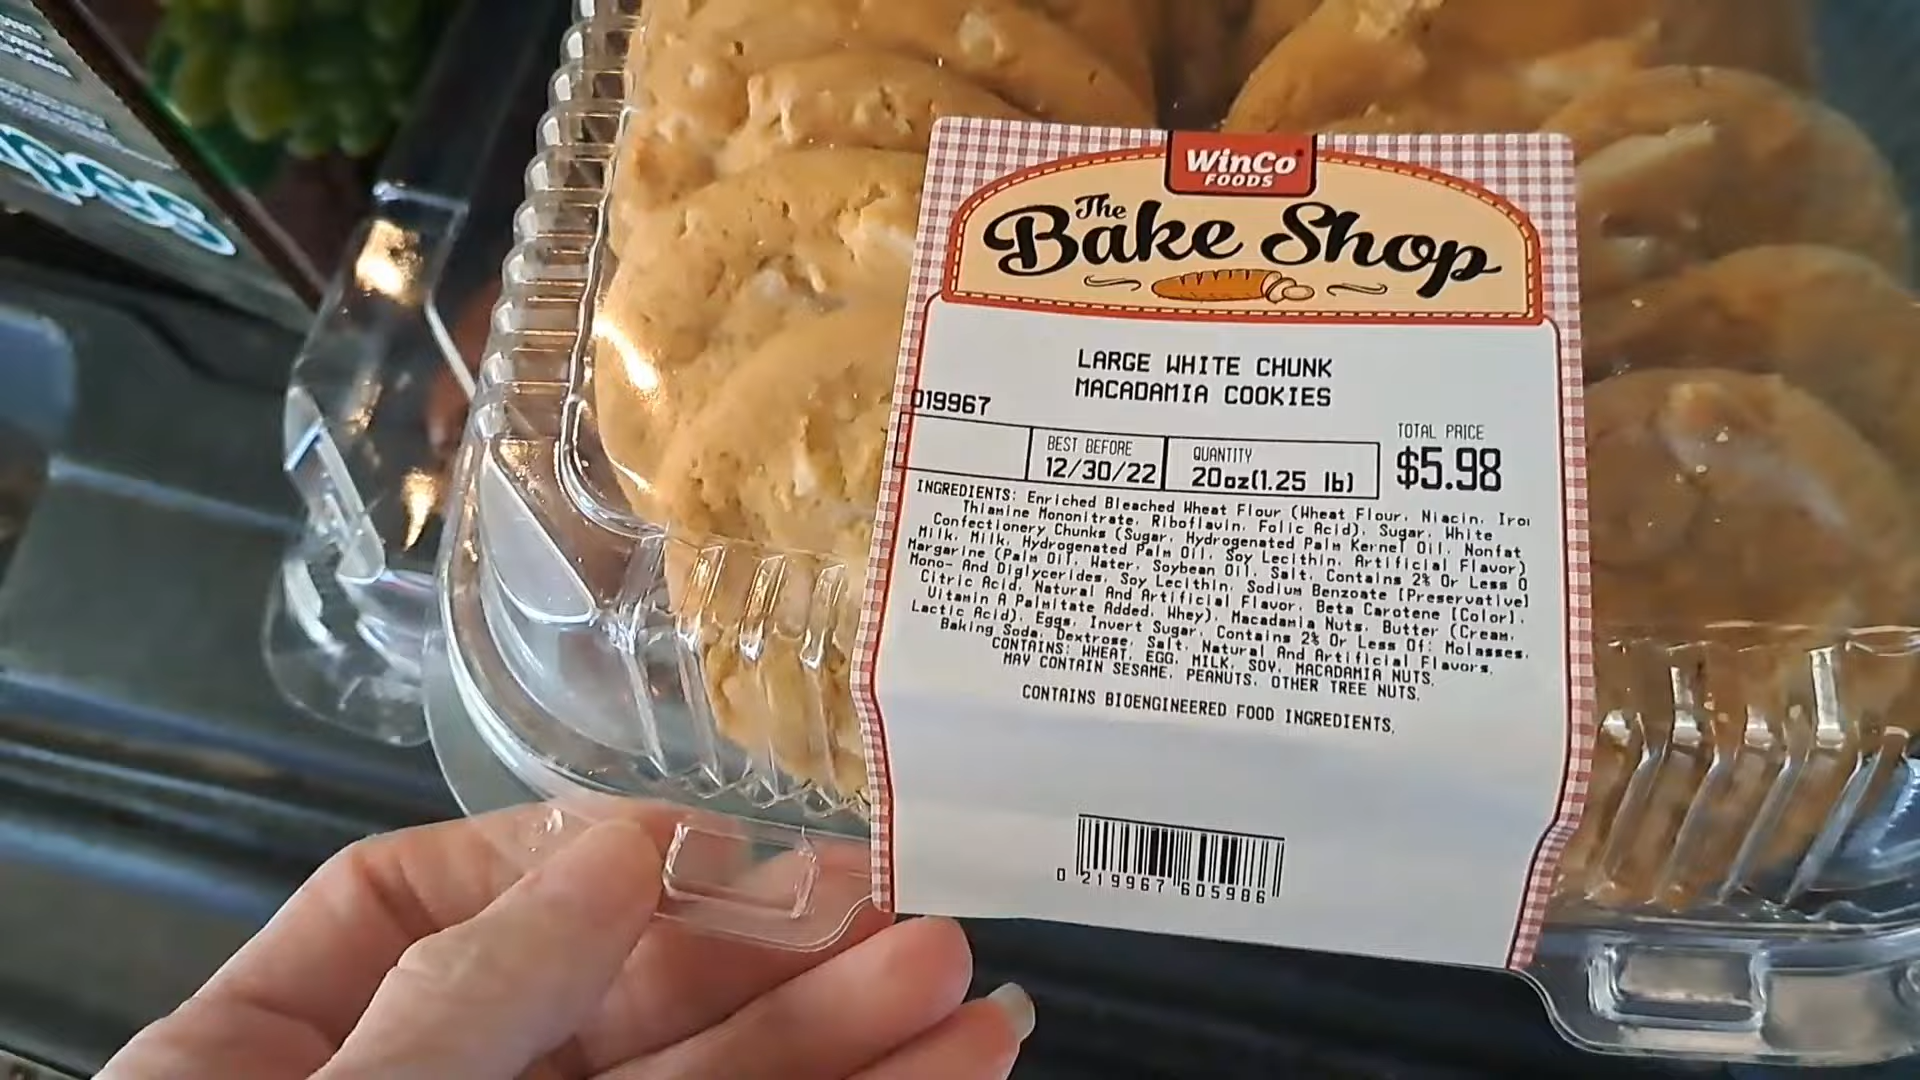 WinCo
FOODS
The
Bake Shop
LARGE WHITE CHUNK
MACADAMIA COOKIES
019967
TOTAL PRICE
$5.98
BEST BEFORE
12/30/22
QUANTITY
20oz(1.25 lb)
INGREDIENTS: Enriched Bleached Wheat Flour (Wheat Flour, Niacin, Iron
Thiamine Mononitrate, Riboflavin, Folic Acid), Sugar, White
Confectionery Chunks (Sugar, Hydrogenated Palm Kernel Oil, Nonfat
Milk, Milk, Hydrogenated Palm Oil, Soy Lecithin, Artificial Flavor)
Margarine (Palm Oil, Water, Soybean Oil, Salt, Contains 2% Or Less O
Mono- And Diglycerides, Soy Lecithin, Sodium Benzoate [Preservative]
Citric Acid, Natural And Artificial Flavor, Beta Carotene [Color],
Vitamin A Palmitate Added, Whey), Macadamia Nuts, Butter (Cream,
Lactic Acid), Eggs, Invert Sugar, Contains 2% Or Less Of: Molasses,
Baking Soda, Dextrose, Salt, Natural And Artificial Flavors.
CONTAINS: WHEAT, EGG, MILK, SOY, MACADAMIA NUTS.
MAY CONTAIN SESAME, PEANUTS, OTHER TREE NUTS.
CONTAINS BIOENGINEERED FOOD INGREDIENTS.
0 219967 605986